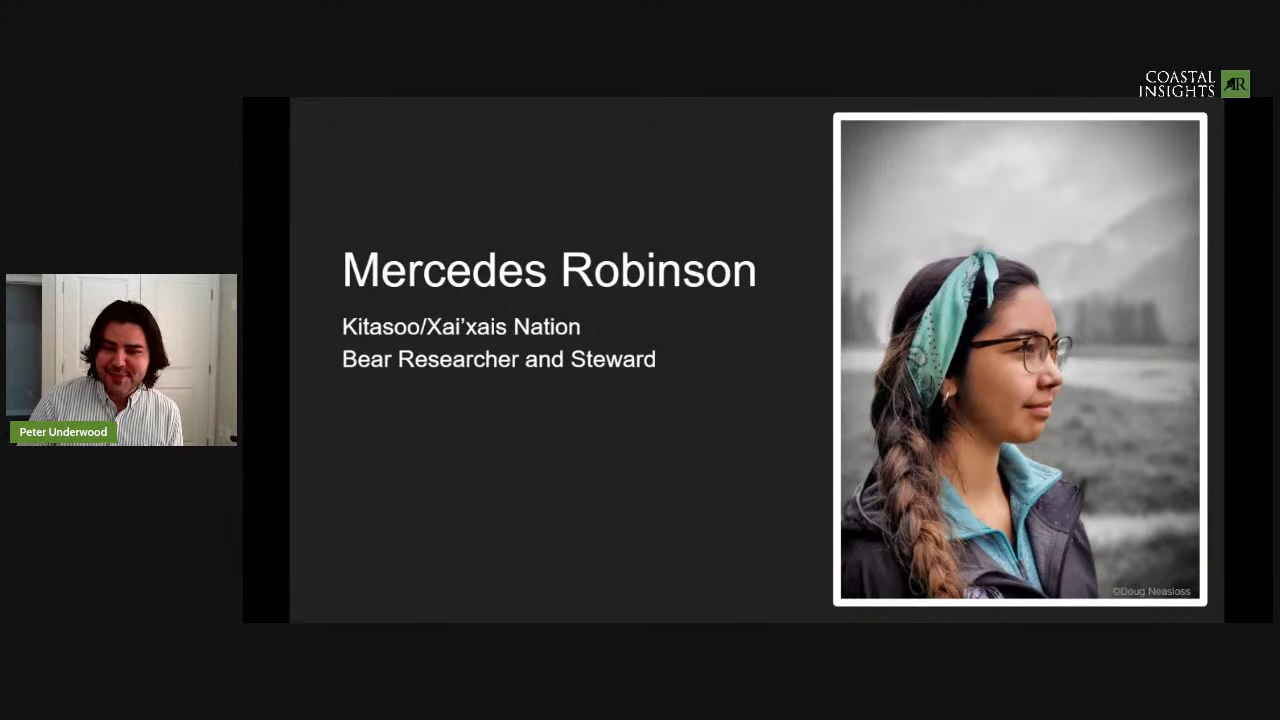 COASTAL
INSIGHTS
Mercedes Robinson
Kitasoo/Xai'xais Nation
Bear Researcher and Steward
Peter Underwood
©Doug Neasloss